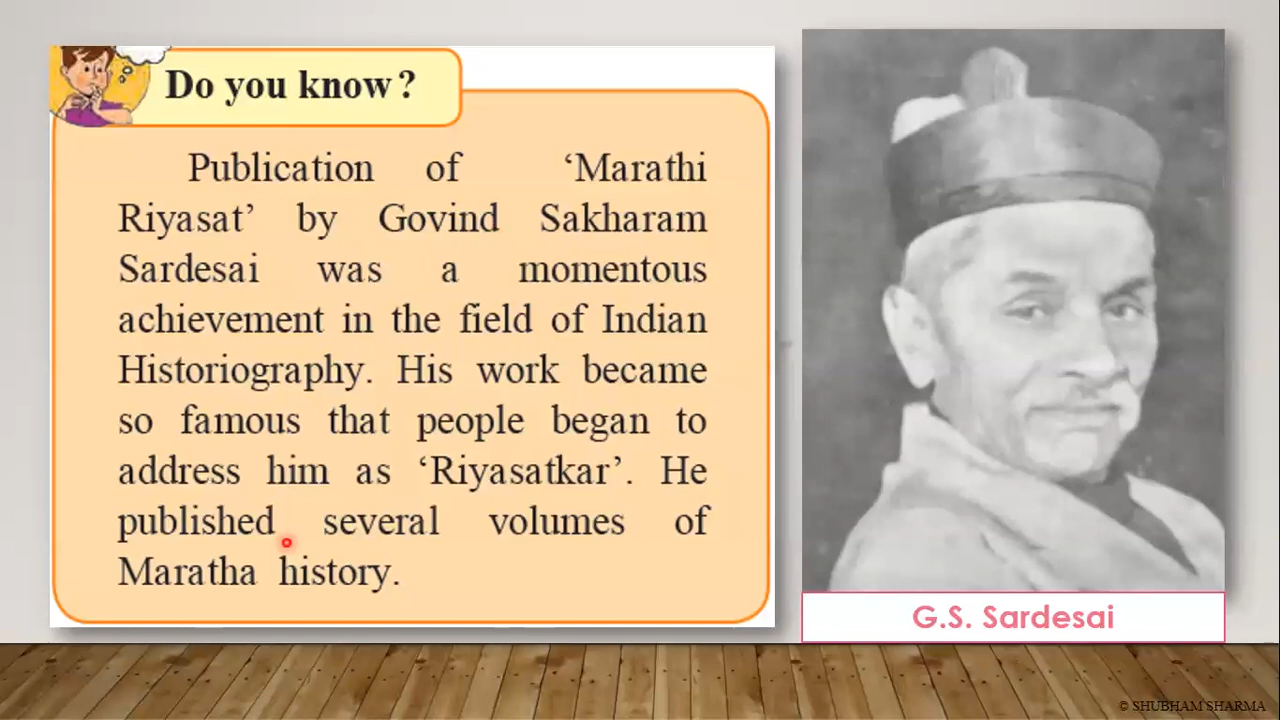 Do you know?
Publication of ‘Marathi
Riyasat’ by Govind Sakharam
Sardesai was a momentous
achievement in the field of Indian
Historiography. His work became
so famous that people began to
address him as ‘Riyasatkar’. He
published several volumes of
Maratha history.
G.S. Sardesai
© SHUBHAM SHARMA